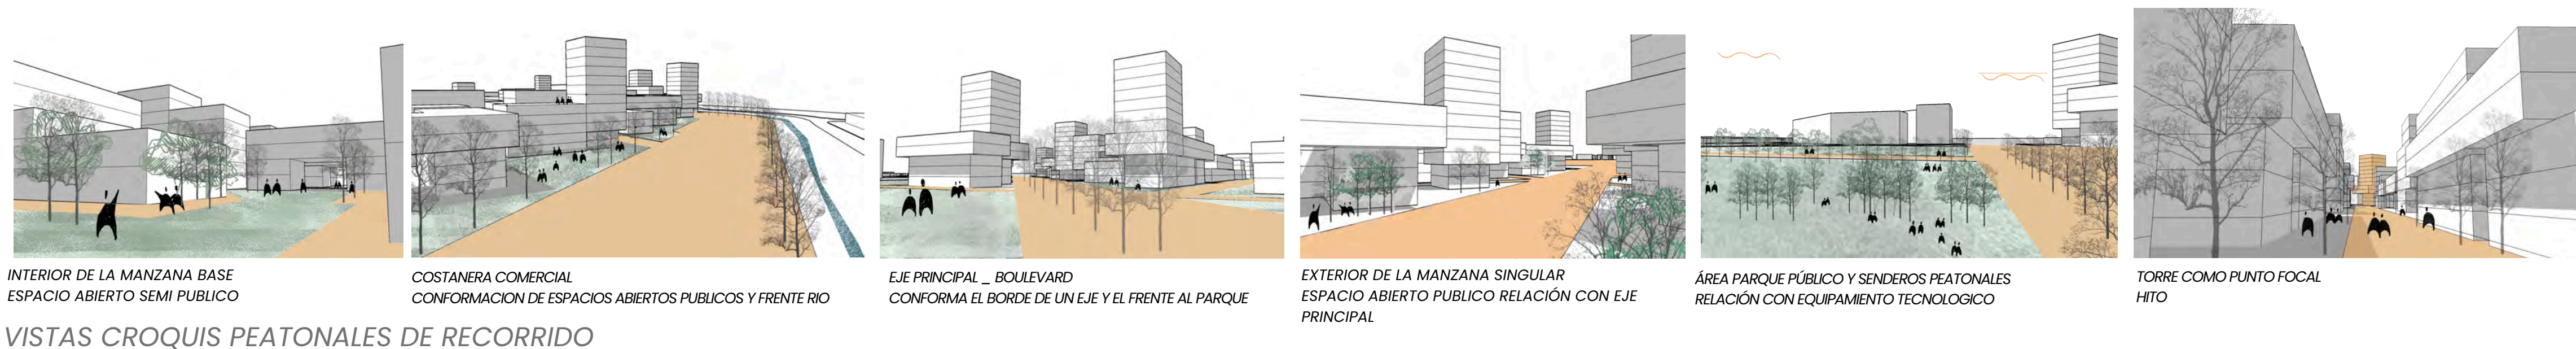 INTERIOR DE LA MANZANA BASE
ESPACIO ABIERTO SEMI PUBLICO
COSTANERA COMERCIAL
CONFORMACION DE ESPACIOS ABIERTOS PUBLICOS Y FRENTE RIO
EJE PRINCIPAL _ BOULEVARD
CONFORMA EL BORDE DE UN EJE Y EL FRENTE AL PARQUE
EXTERIOR DE LA MANZANA SINGULAR
ESPACIO ABIERTO PUBLICO RELACIÓN CON EJE
PRINCIPAL
ÁREA PARQUE PÚBLICO Y SENDEROS PEATONALES
RELACIÓN CON EQUIPAMIENTO TECNOLOGICO
TORRE COMO PUNTO FOCAL
HITO
VISTAS CROQUIS PEATONALES DE RECORRIDO